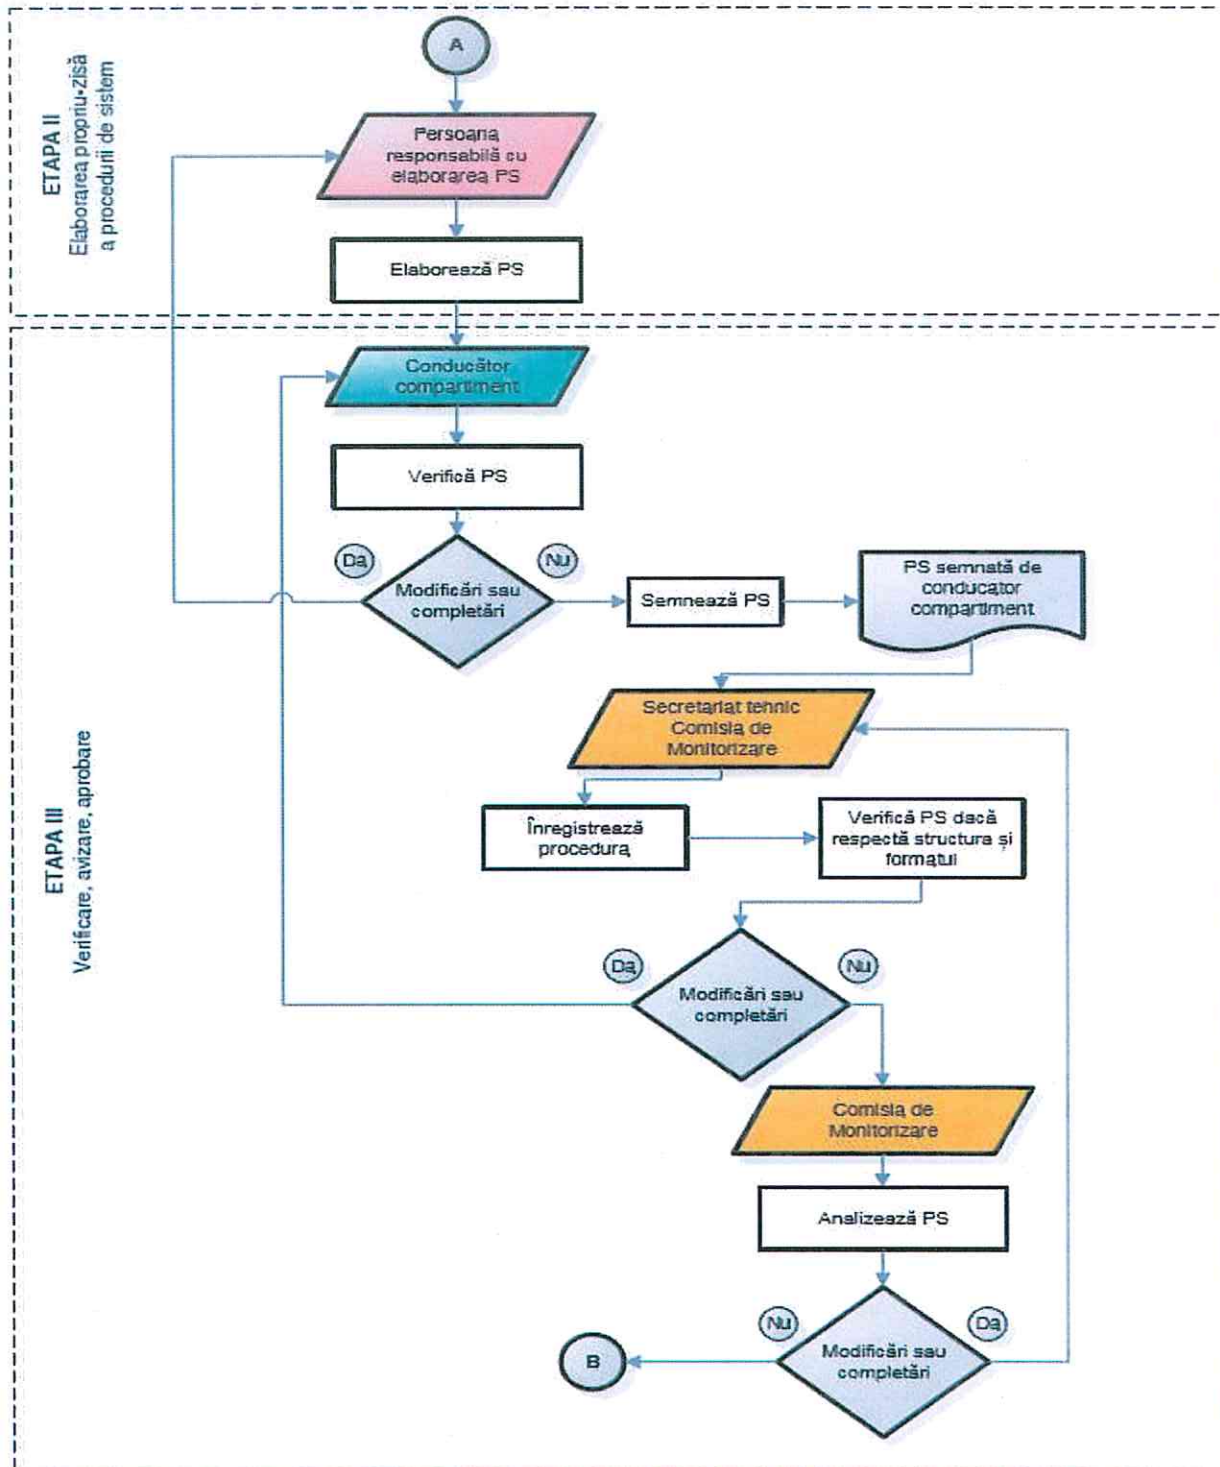 A
ETAPA II
Elaborarea propriu-zisă
a procedurii de sistem
Persoana
responsabilă cu
elaborarea PS
Elaborează PS
ETAPA III
Verificare, avizare, aprobare
Conducător
compartiment
Verifică PS
Da
Nu
Modificări sau
completări
Semnează PS
PS semnată de
conducator
compartiment
Secretariat tehnic
Comisia de
Monitorizare
Înregistrează
procedura
Verifică PS dacă
respectă structura și
formatul
Da
Nu
Modificări sau
completări
Comisia de
Monitorizare
Analizează PS
Nu
Da
Modificări sau
completări
B